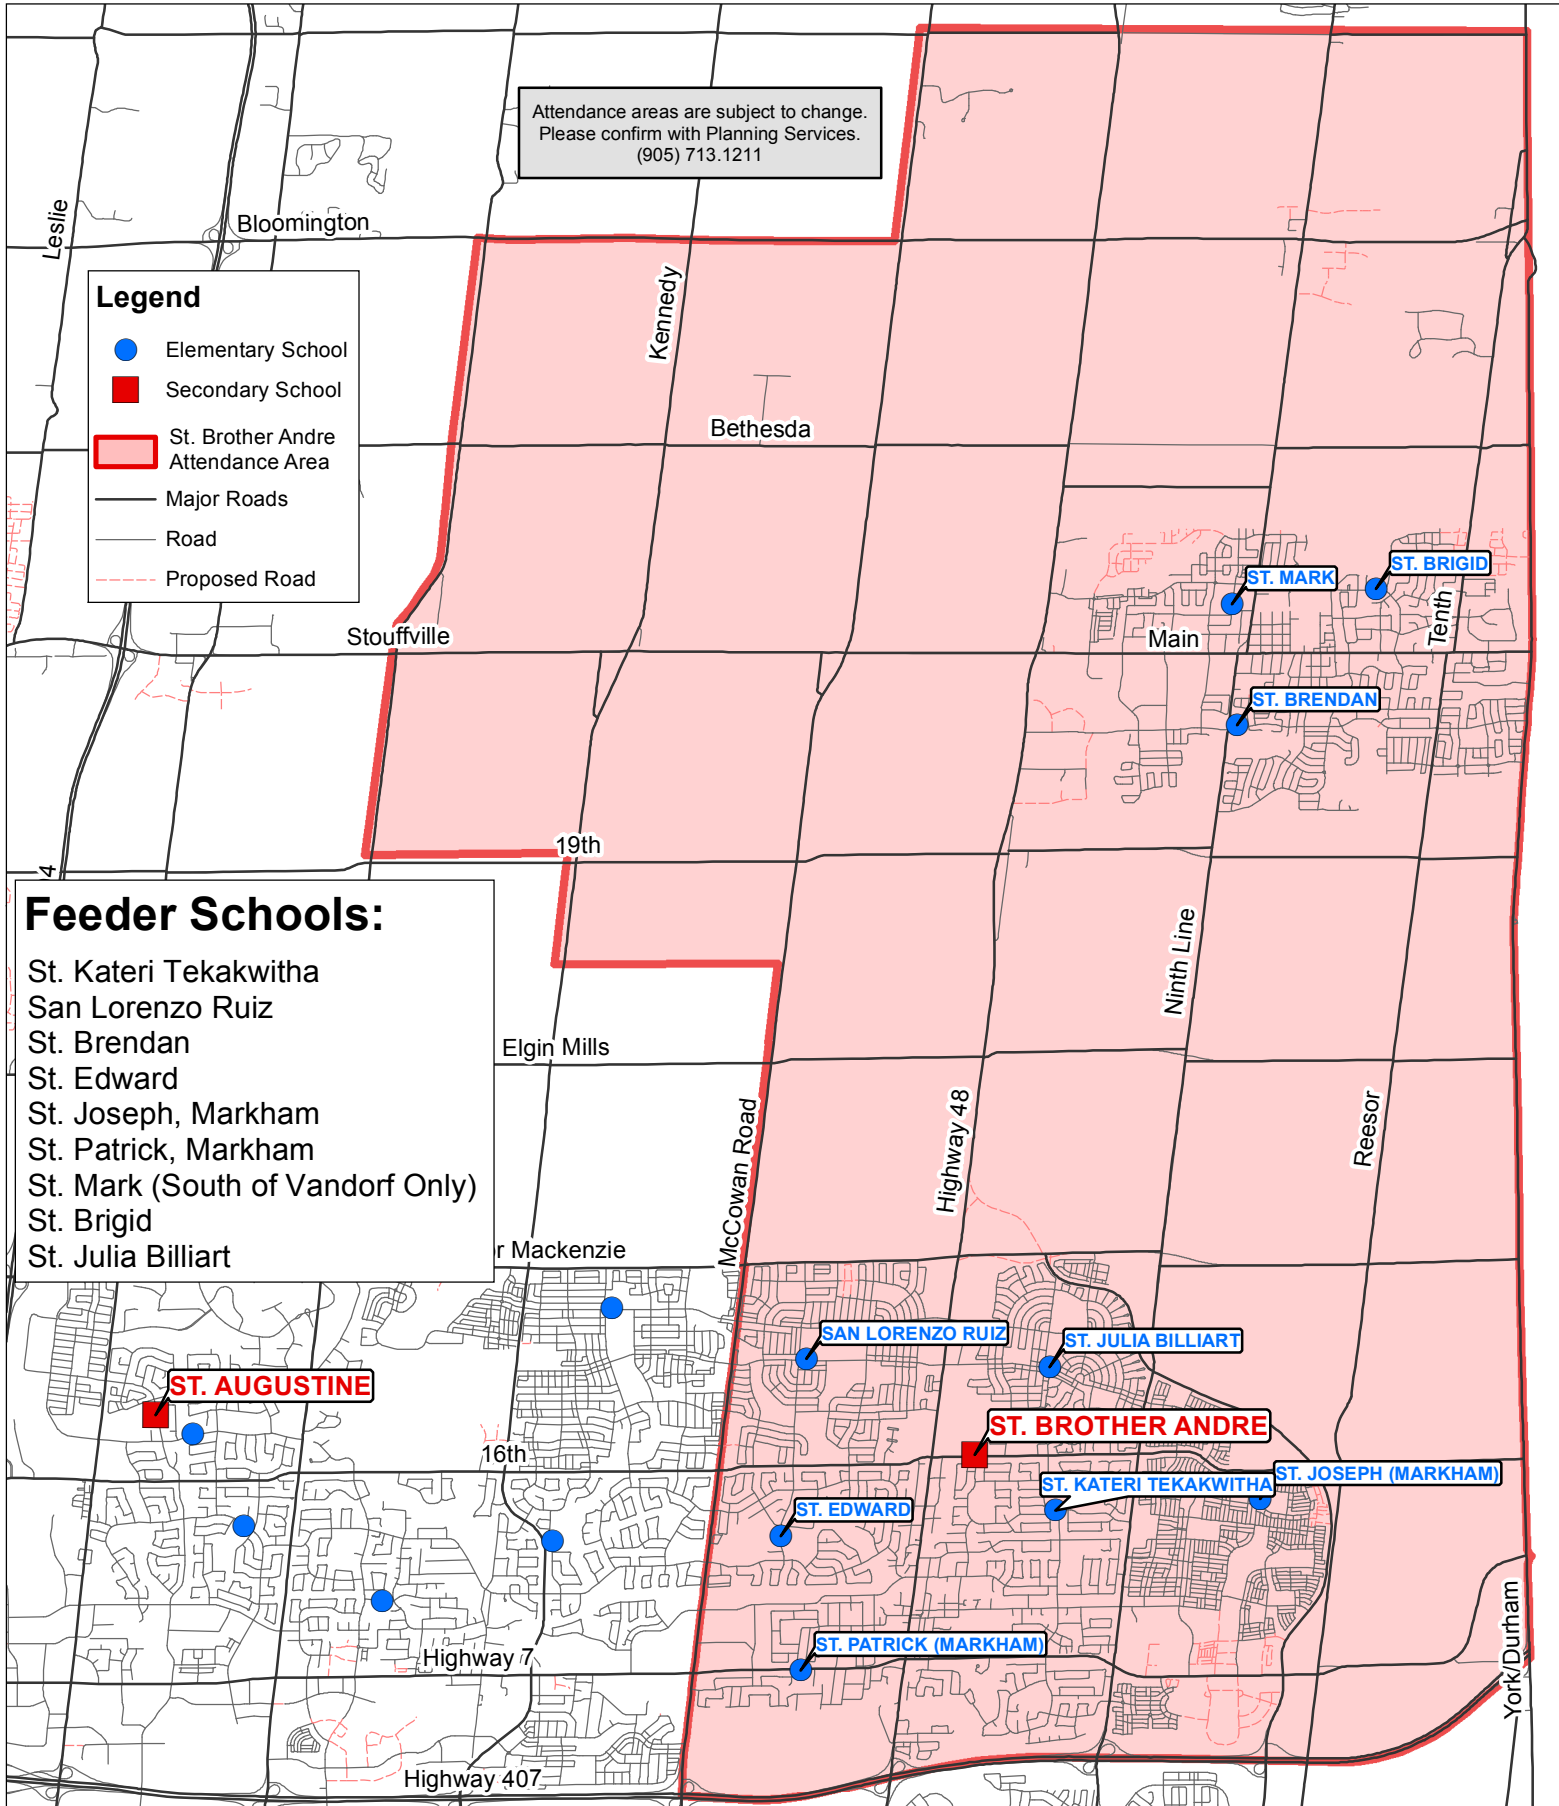 Attendance areas are subject to change.
Please confirm with Planning Services.
(905) 713.1211
Leslie
Bloomington
Legend
Elementary School
Secondary School
St. Brother Andre
Attendance Area
Major Roads
Road
Proposed Road
Kennedy
Bethesda
ST. MARK
ST. BRIGID
Stouffville
Main
Tenth
ST. BRENDAN
19th
Feeder Schools:
St. Kateri Tekakwitha
San Lorenzo Ruiz
St. Brendan
St. Edward
St. Joseph, Markham
St. Patrick, Markham
St. Mark (South of Vandorf Only)
St. Brigid
St. Julia Billiart
Ninth Line
Elgin Mills
McCowan Road
Highway 48
Reesor
Mackenzie
SAN LORENZO RUIZ
ST. JULIA BILLIART
ST. AUGUSTINE
ST. BROTHER ANDRE
16th
ST. KATERI TEKAKWITHA
ST. JOSEPH (MARKHAM)
ST. EDWARD
ST. PATRICK (MARKHAM)
Highway 7
York/Durham
Highway 407